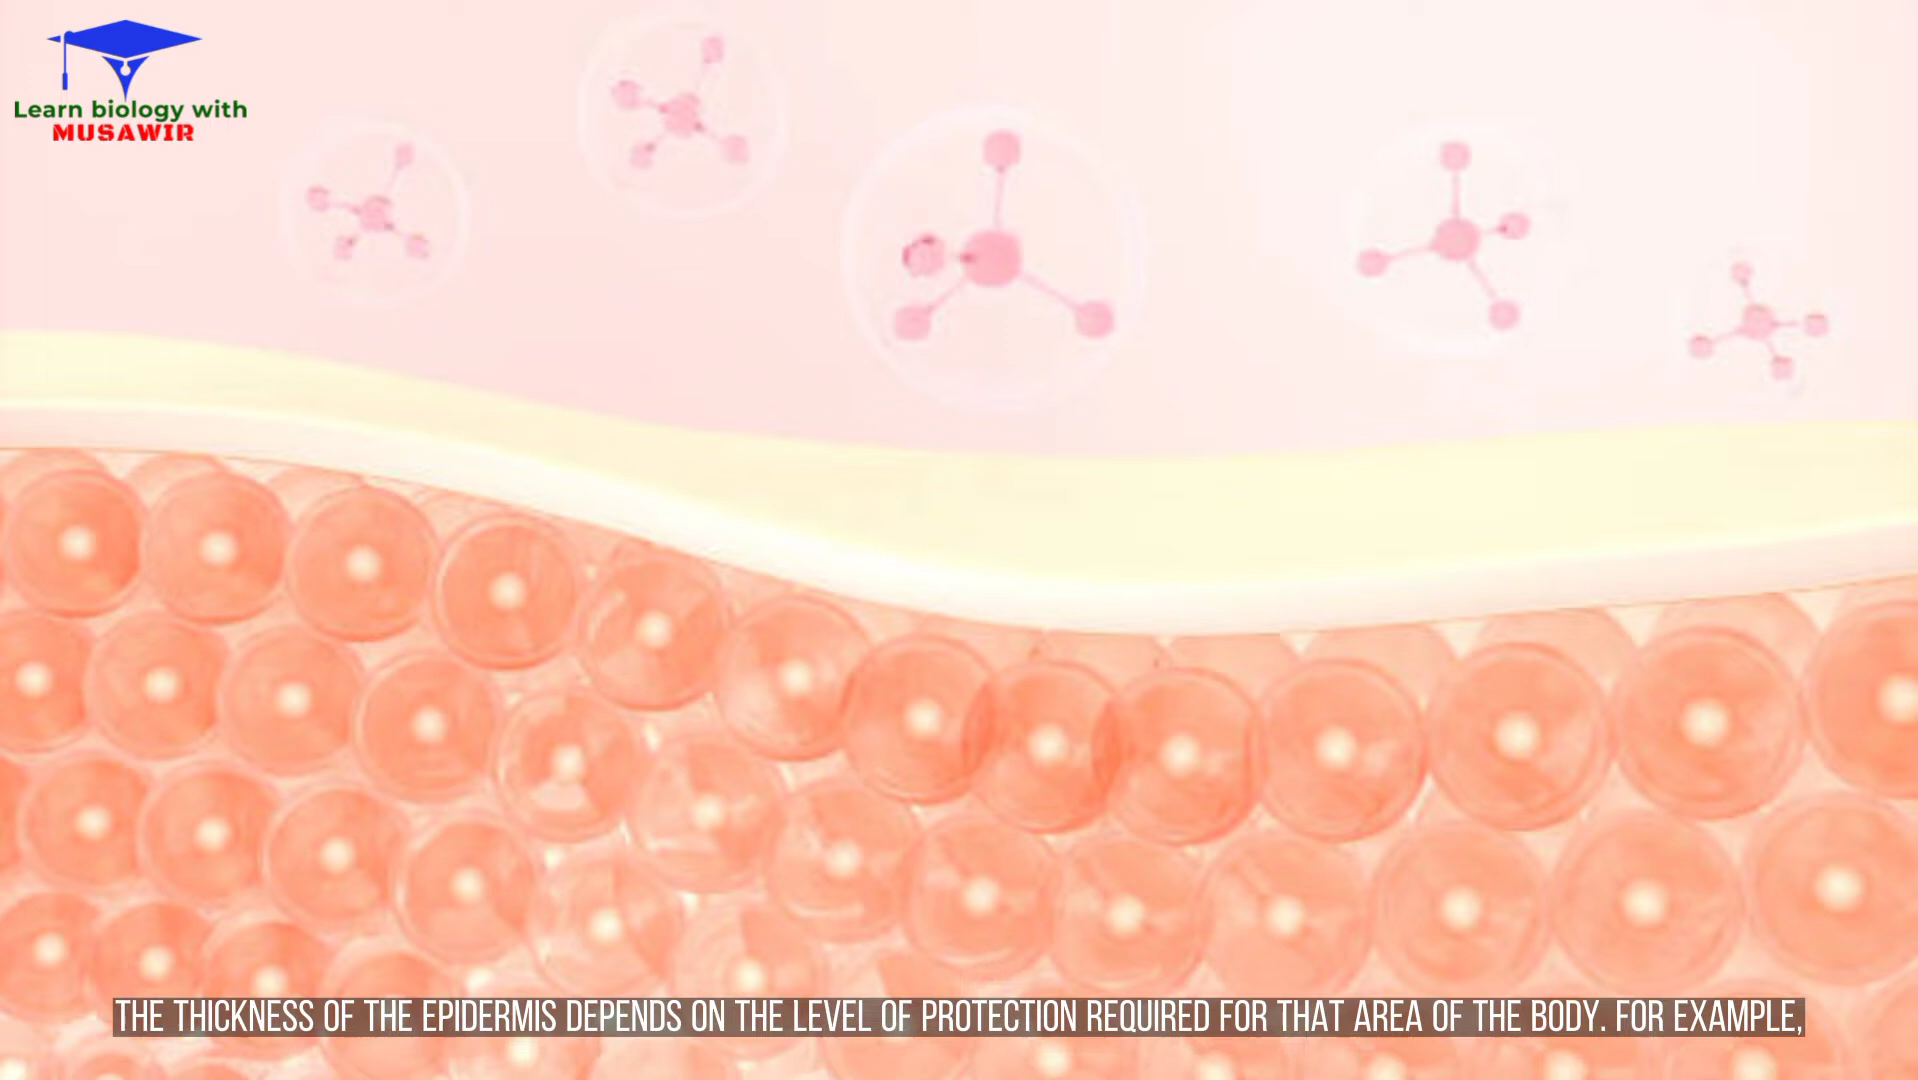 Learn biology with
MUSAWIR
THE THICKNESS OF THE EPIDERMIS DEPENDS ON THE LEVEL OF PROTECTION REQUIRED FOR THAT AREA OF THE BODY. FOR EXAMPLE,